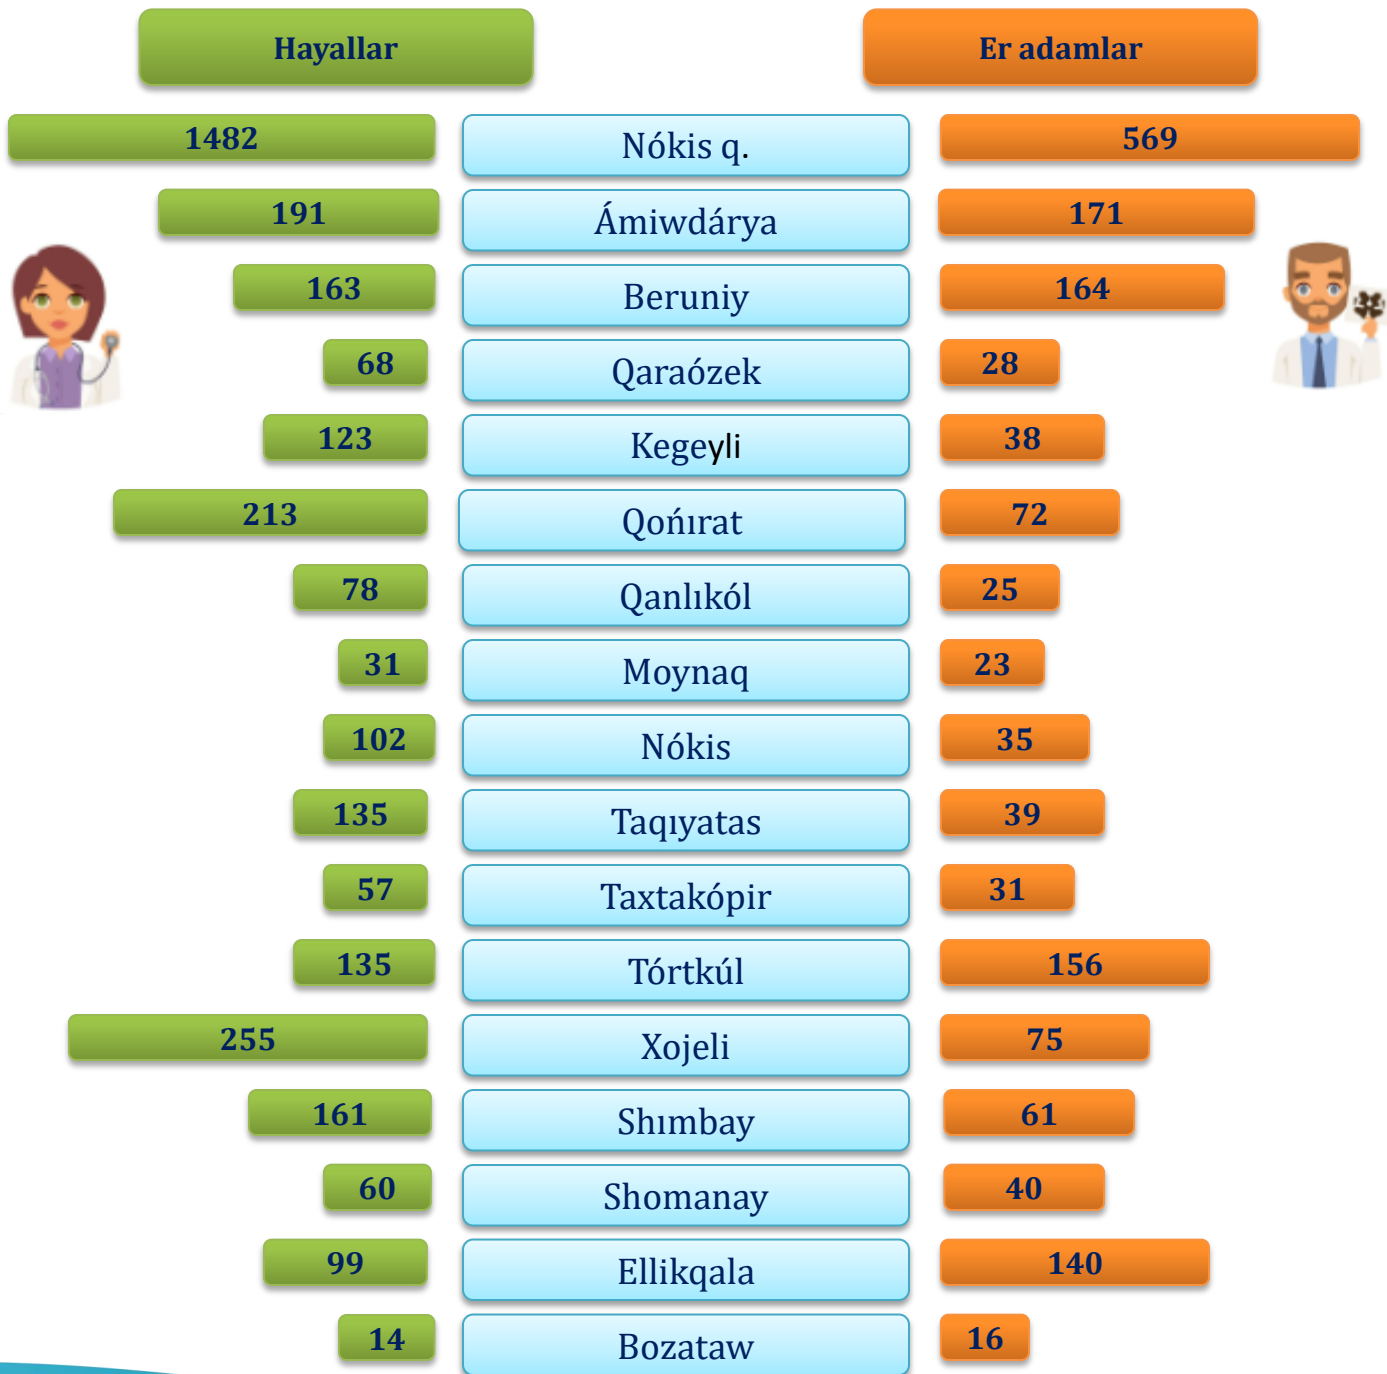 Hayallar Er adamlar
1482 Nókis q. 569
191 Ámiwdárya 171
163 Beruniy 164
68 Qaraózek 28
123 Kegeyli 38
213 Qońırat 72
78 Qanlıkól 25
31 Moynaq 23
102 Nókis 35
135 Taqıyatas 39
57 Taxtakópir 31
135 Tórtkúl 156
255 Xojeli 75
161 Shımbay 61
60 Shomanay 40
99 Ellikqala 140
14 Bozataw 16